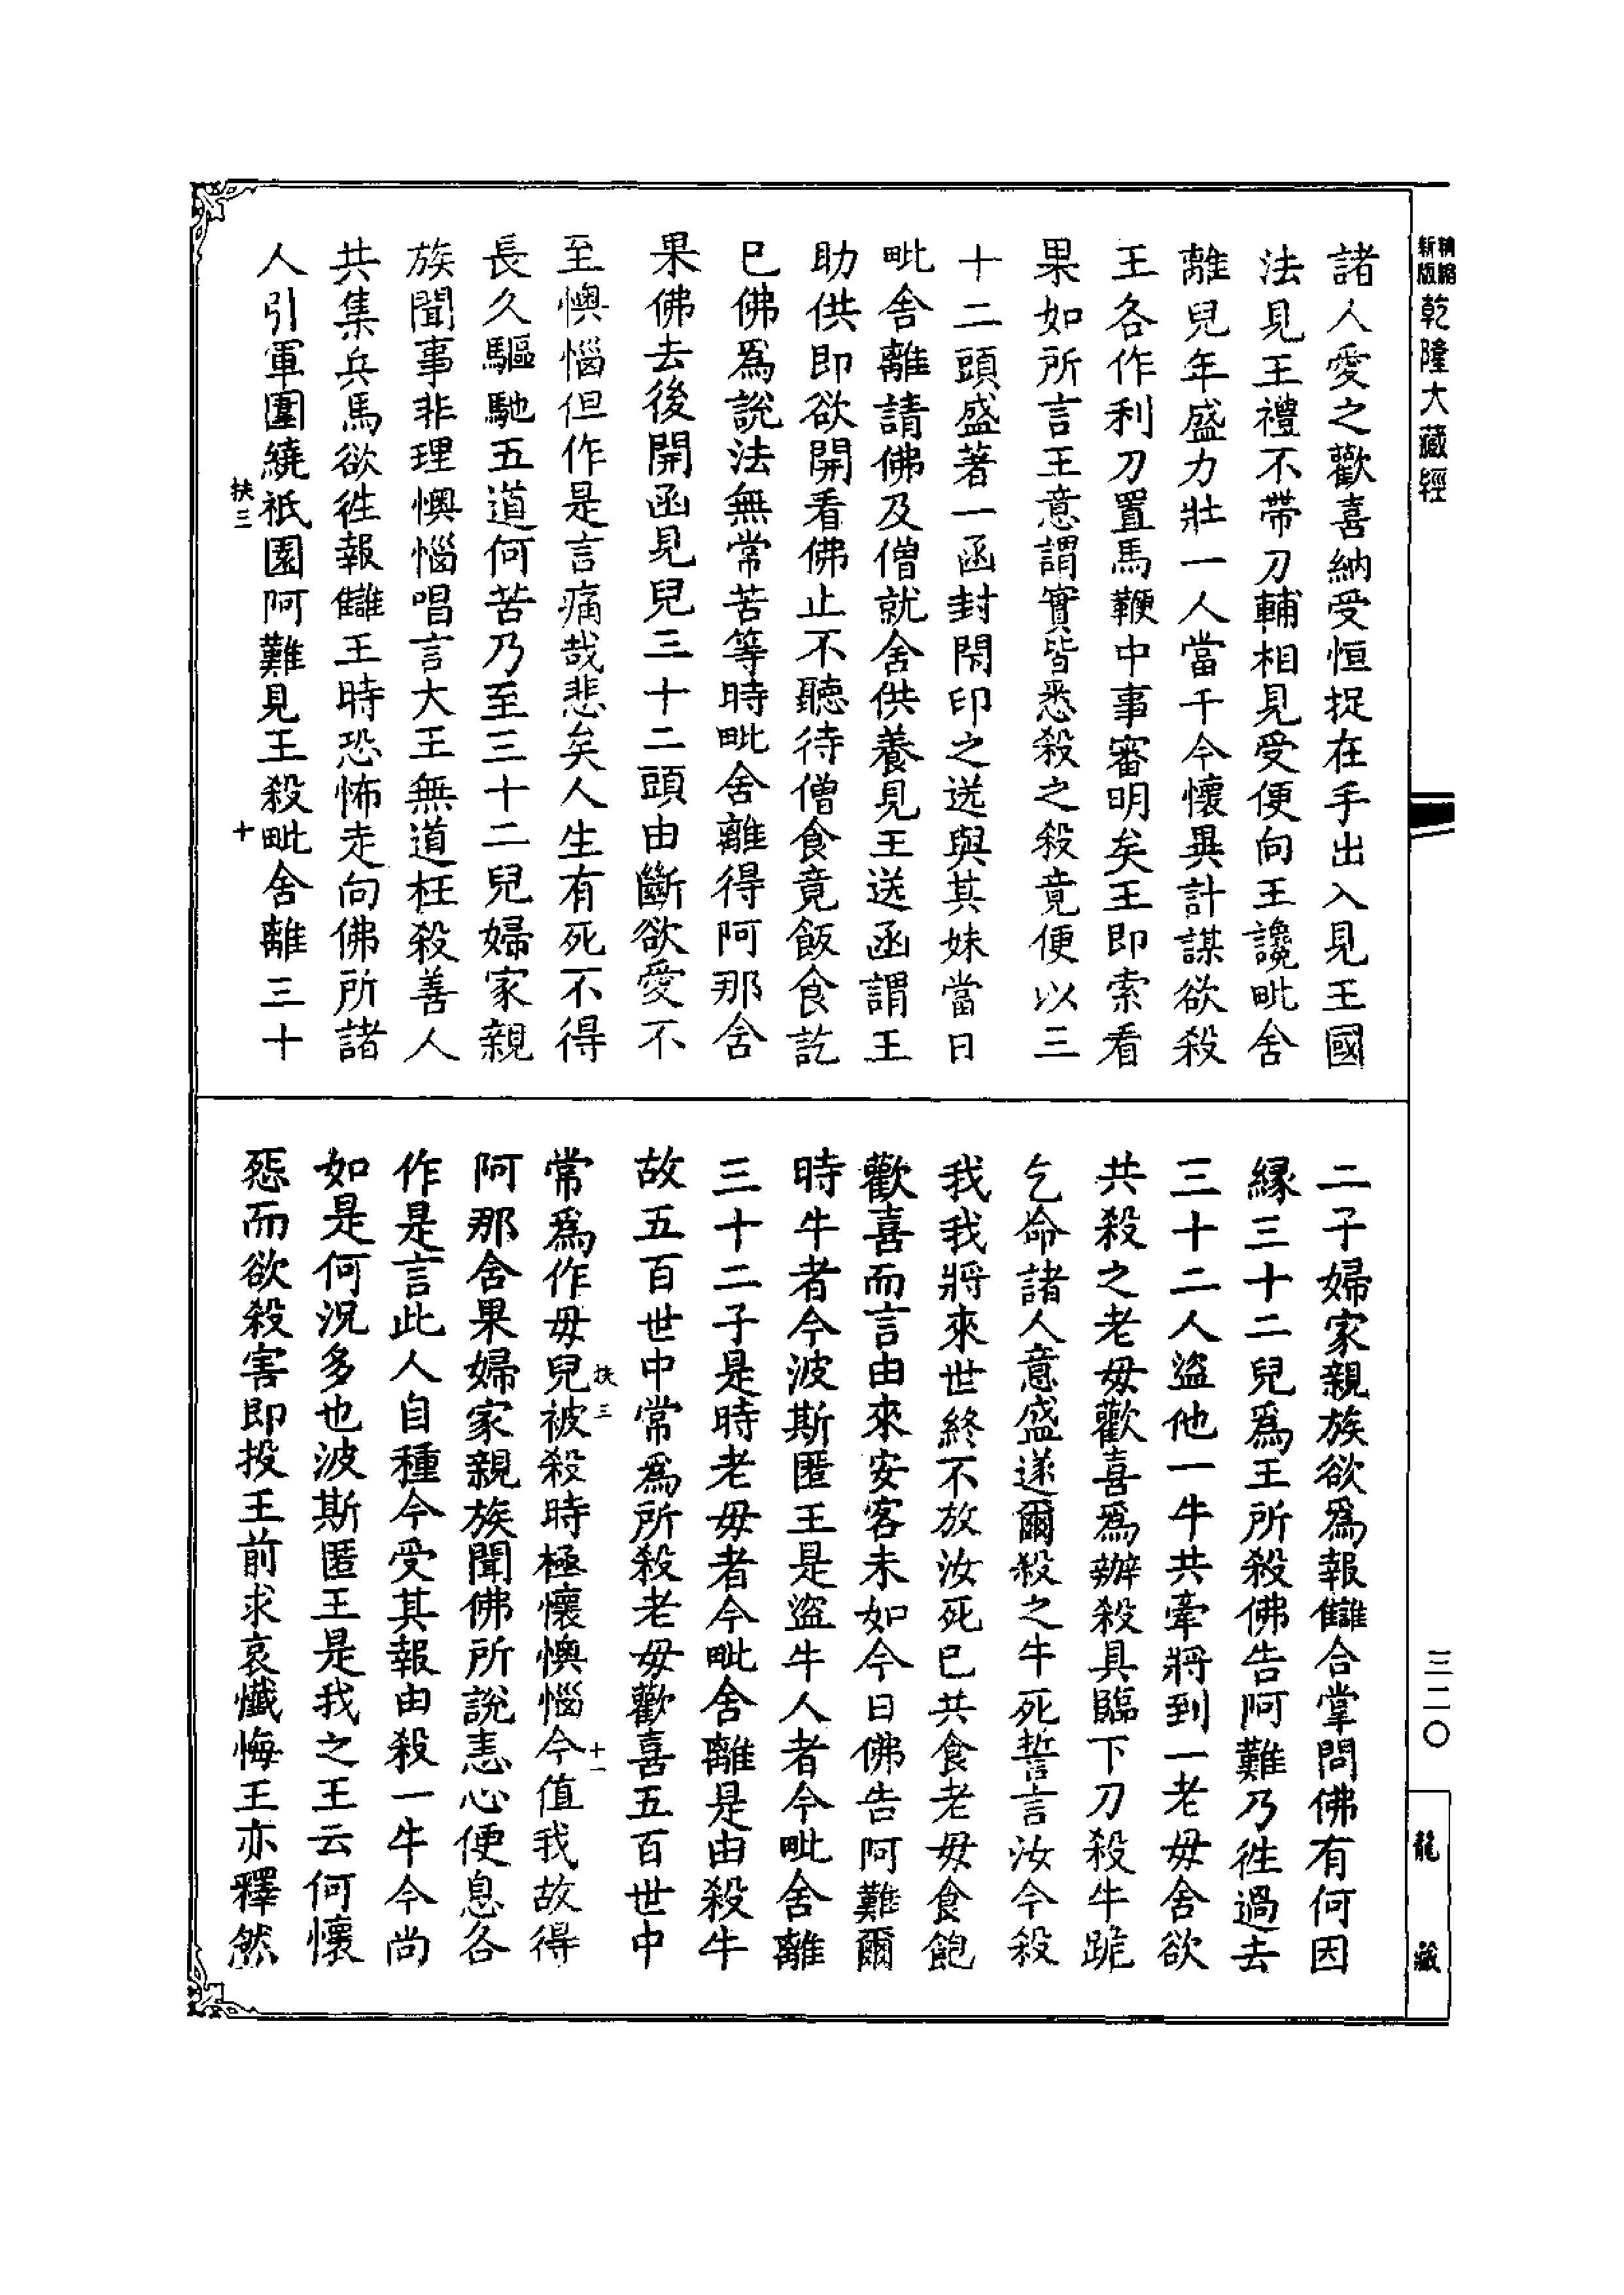 精縮
新版
乾隆大藏經
諸人愛之歡喜納受恒捉在手出入見王國
法見王禮不帶刀輔相見受便向王讒毗舍
離兒年盛力壯一人當千今懷異計謀欲殺
王各作利刀置馬鞭中事審明矣王即索看
果如所言王意謂實皆悉殺之殺竟便以三
十二頭盛著一函封閉印之送與其妹當日
毗舍離請佛及僧就舍供養見王送函謂王
助供即欲開看佛止不聽待僧食竟飯食訖
已佛爲說法無常苦等時毗舍離得阿那舍
果佛去後開函見兒三十二頭由斷欲愛不
至懊惱但作是言痛哉悲矣人生有死不得
長久驅馳五道何苦乃至三十二兒婦家親
族聞事非理懊惱唱言大王無道枉殺善人
共集兵馬欲徃報讎王時恐怖走向佛所諸
人引軍圍繞祇園阿難見王殺毗舍離三十
扶三
十
二子婦家親族欲爲報讎合掌問佛有何因
緣三十二兒爲王所殺佛告阿難乃徃過去
三十二人盜他一牛共牽將到一老母舍欲
共殺之老母歡喜爲辦殺具臨下刀殺牛跪
乞命諸人意盛遂爾殺之牛死誓言汝今殺
我我將來世終不放汝死已共食老母食飽
歡喜而言由來安客未如今日佛告阿難爾
時牛者今波斯匿王是盜牛人者今毗舍離
三十二子是時老母者今毗舍離是由殺牛
故五百世中常爲所殺老母歡喜五百世中
常爲作母兒被殺時極懷懊惱今值我故得
扶三
十一
阿那舍果婦家親族聞佛所說恚心便息各
作是言此人自種今受其報由殺一牛今尚
如是何況多也波斯匿王是我之王云何懷
惡而欲殺害即投王前求哀懺悔王亦釋然
三二〇
龍藏